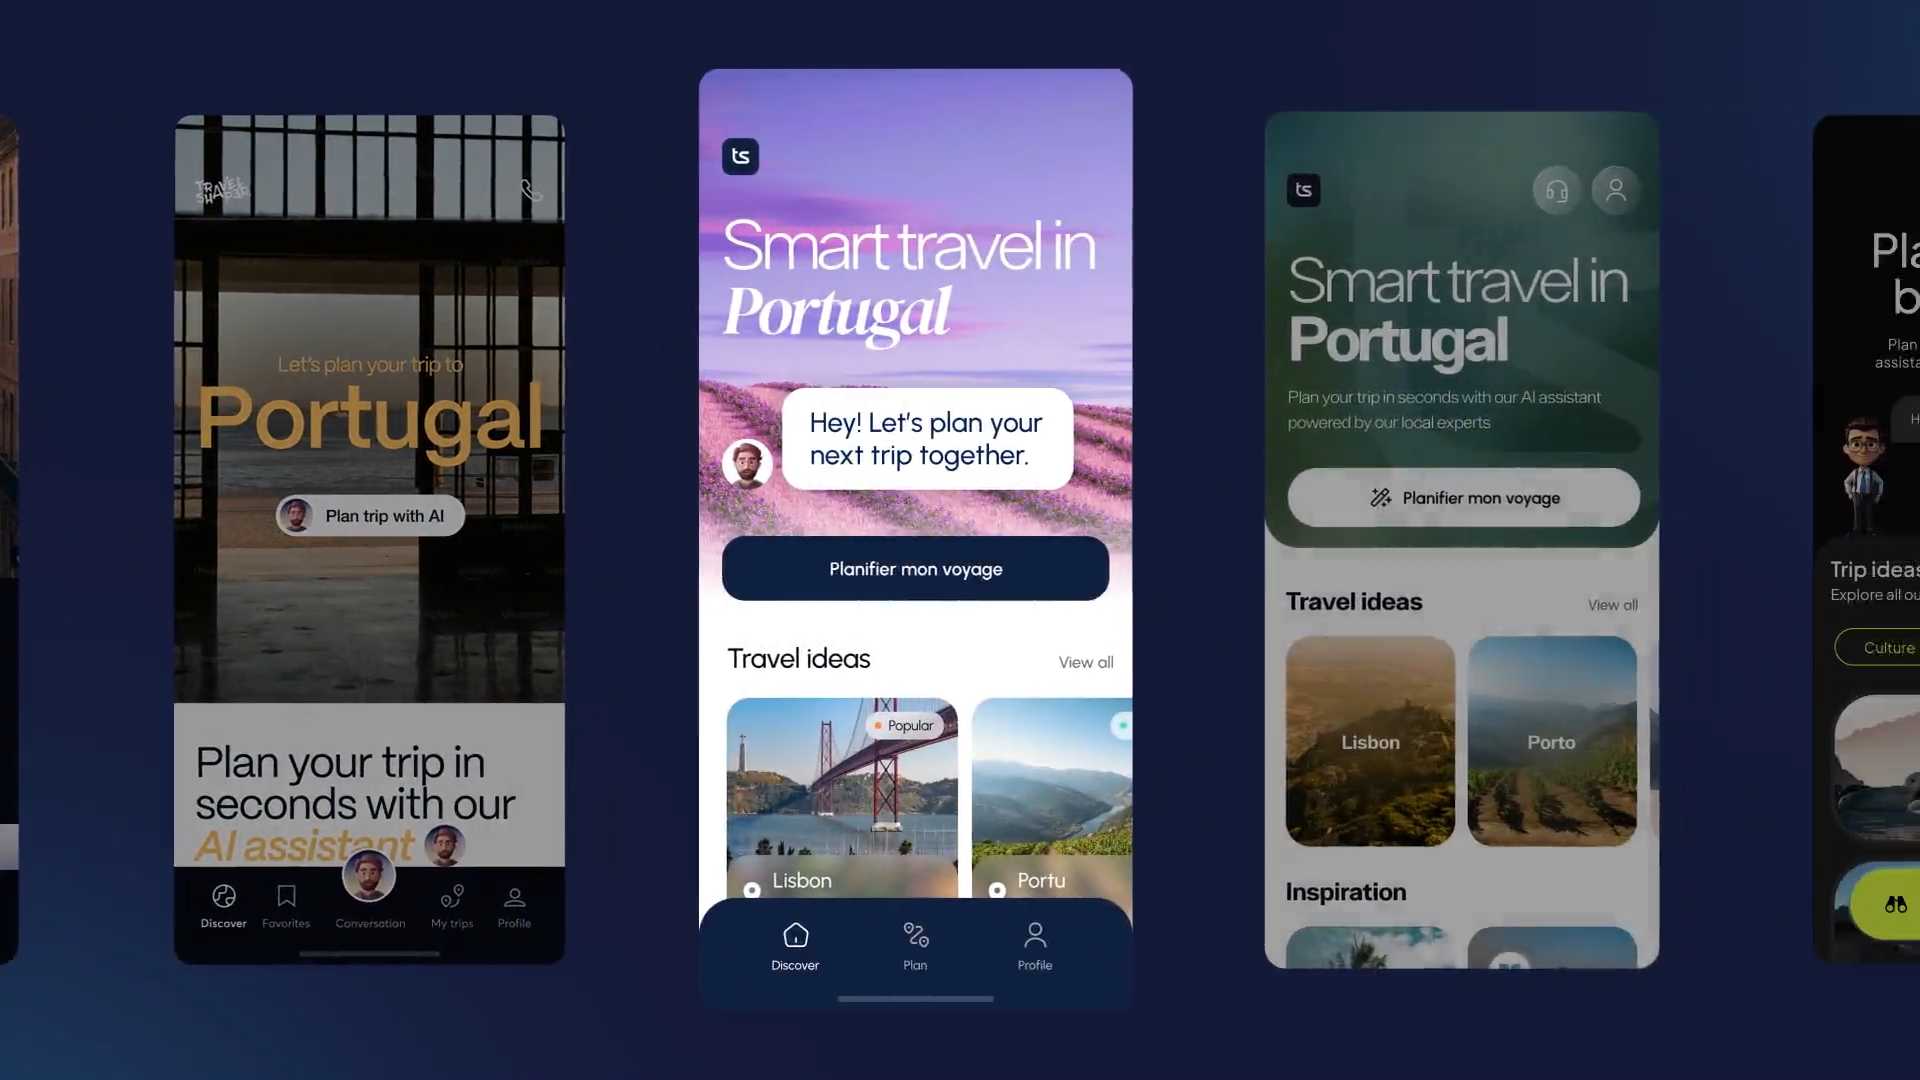 TRAVEL
SHAPER
Let's plan your trip to
Portugal
Plan trip with AI
Plan your trip in
seconds with our
AI assistant
Discover
Favorites
Conversation
My trips
Profile
ts
Smart travel in
Portugal
Hey! Let's plan your
next trip together.
Planifier mon voyage
Travel ideas
View all
Popular
Lisbon
Portu
Discover
Plan
Profile
ts
Smart travel in
Portugal
Plan your trip in seconds with our AI assistant
powered by our local experts
Planifier mon voyage
Travel ideas
View all
Lisbon
Porto
Inspiration
Pla
b
Plan
assista
H
Trip ideas
Explore all ou
Culture